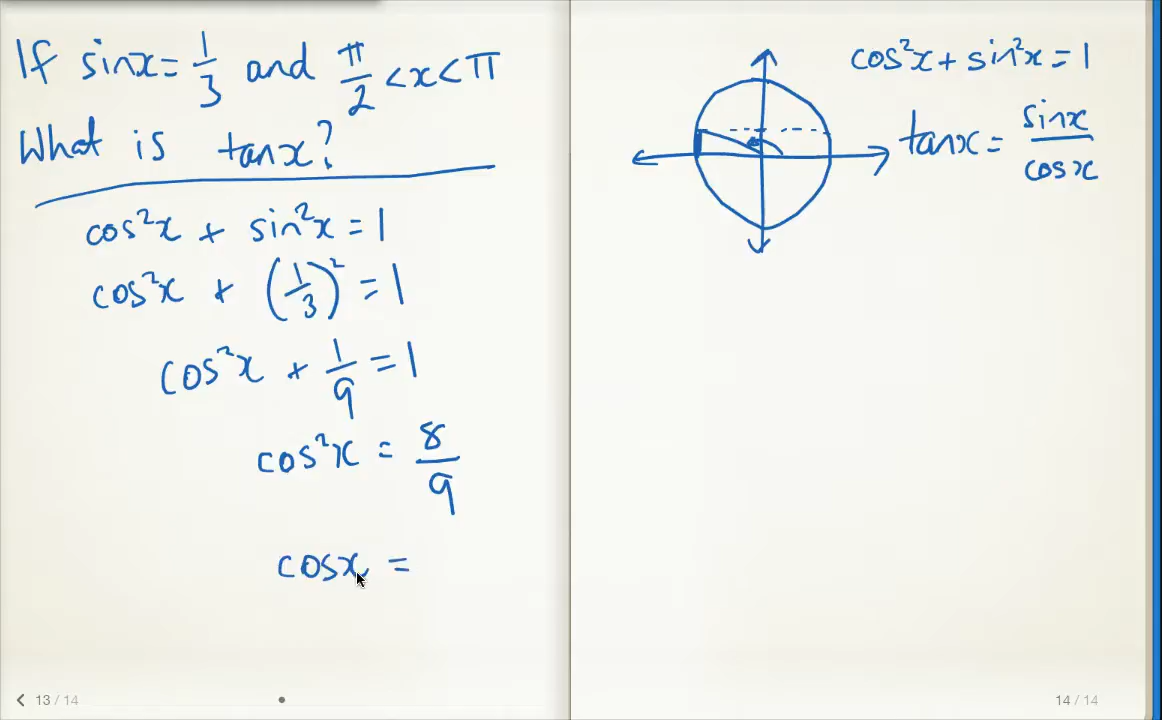 If sinx = 1/3 and π/2 < x < π
What is tanx?
cos²x + sin²x = 1
cos²x + (1/3)² = 1
cos²x + 1/9 = 1
cos²x = 8/9
cosx =
13 / 14
cos²x + sin²x = 1
tanx = sinx/cosx
14 / 14